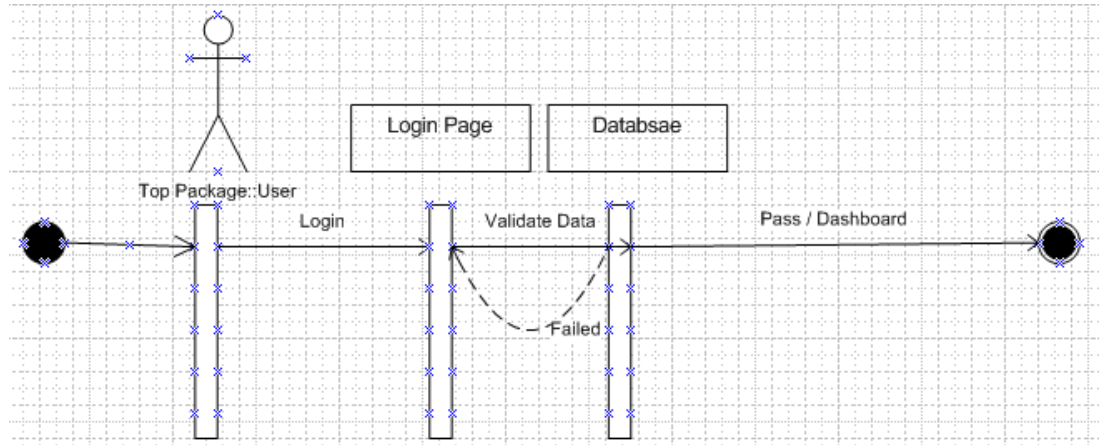 Login Page
Databsae
Top Package::User
Login
Validate Data
Pass / Dashboard
Failed